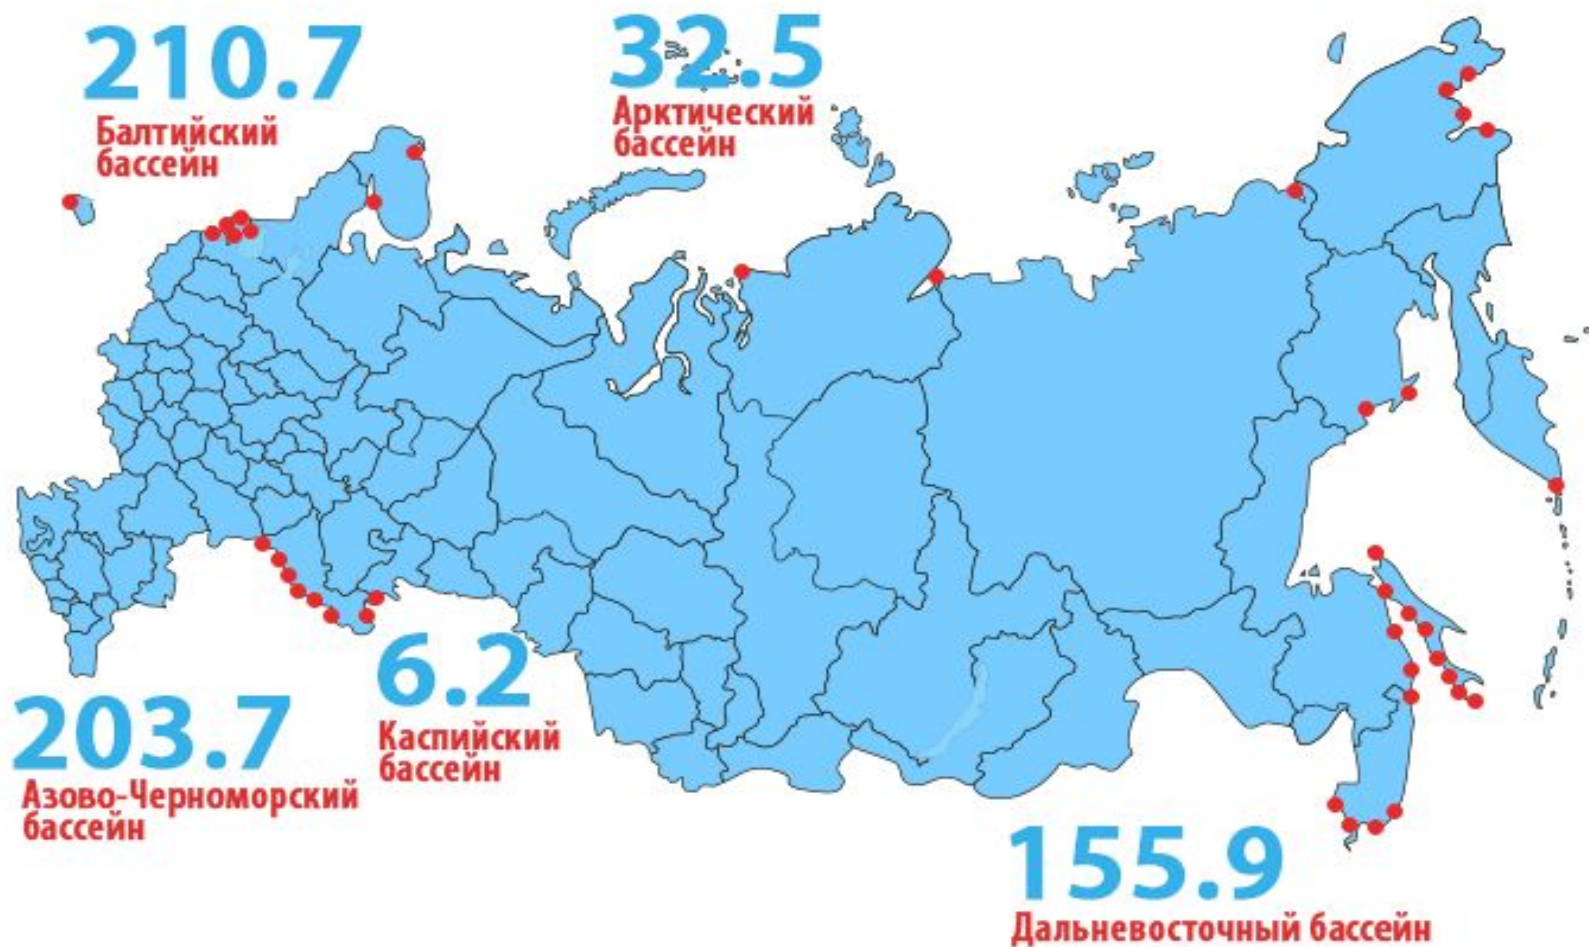 210.7
Балтийский
бассейн
32.5
Арктический
бассейн
203.7
Азово-Черноморский
бассейн
6.2
Каспийский
бассейн
155.9
Дальневосточный бассейн